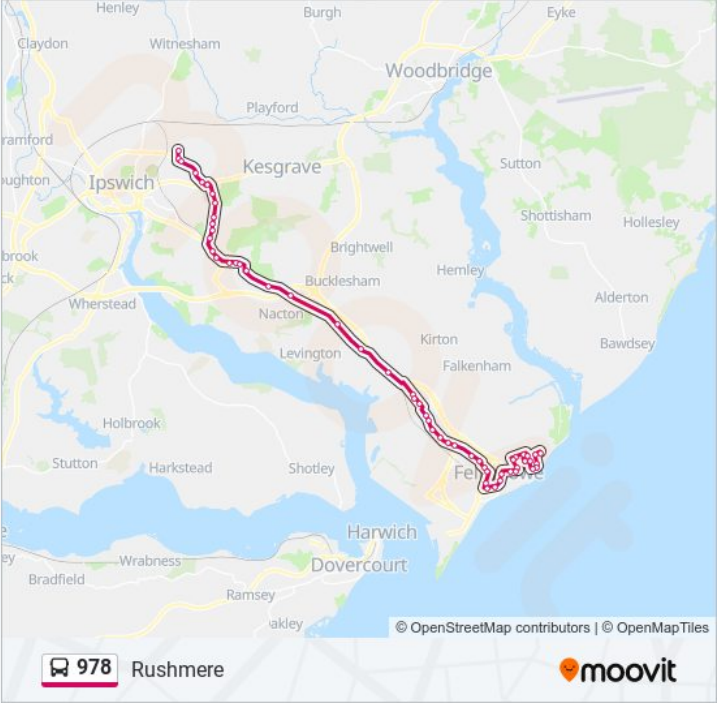 Henley
Burgh
Eyke
Claydon
Witnesham
Woodbridge
Playford
ramford
Kesgrave
Sutton
oughton
Ipswich
Shottisham
Hollesley
Brightwell
brook
Hemley
ck
Bucklesham
Wherstead
Alderton
Nacton
Kirton
Bawdsey
Levington
Falkenham
Holbrook
Stutton
Harkstead
Shotley
Harwich
Wrabness
Dovercourt
ey
Bradfield
Ramsey
akley
© OpenStreetMap contributors | © OpenMapTiles
978 Rushmere
moovit